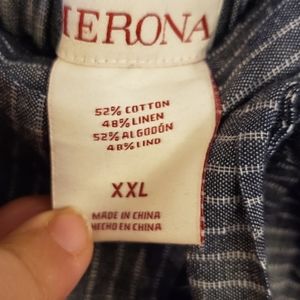 MERONA
52% COTTON
48% LINEN
52% ALGODÓN
48% LINO
XXL
MADE IN CHINA
HECHO EN CHINA